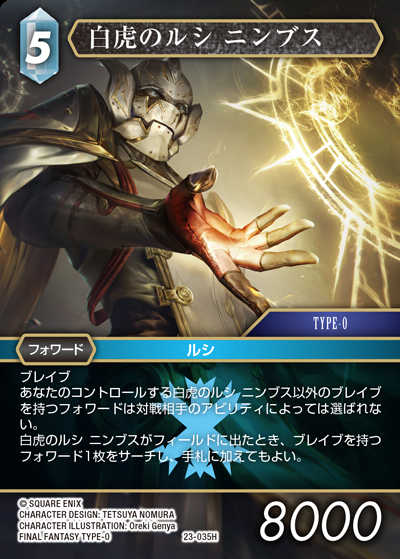 5
白虎のルシ ニンブス
TYPE-0
フォワード
ルシ
ブレイブ
あなたのコントロールする白虎のルシ ニンブス以外のブレイブ
を持つフォワードは対戦相手のアビリティによっては選ばれな
い。
白虎のルシ ニンブスがフィールドに出たとき、ブレイブを持つ
フォワード1枚をサーチし、手札に加えてもよい。
© SQUARE ENIX
CHARACTER DESIGN: TETSUYA NOMURA
CHARACTER ILLUSTRATION: Oreki Genya
FINAL FANTASY TYPE-0
23-035H
8000